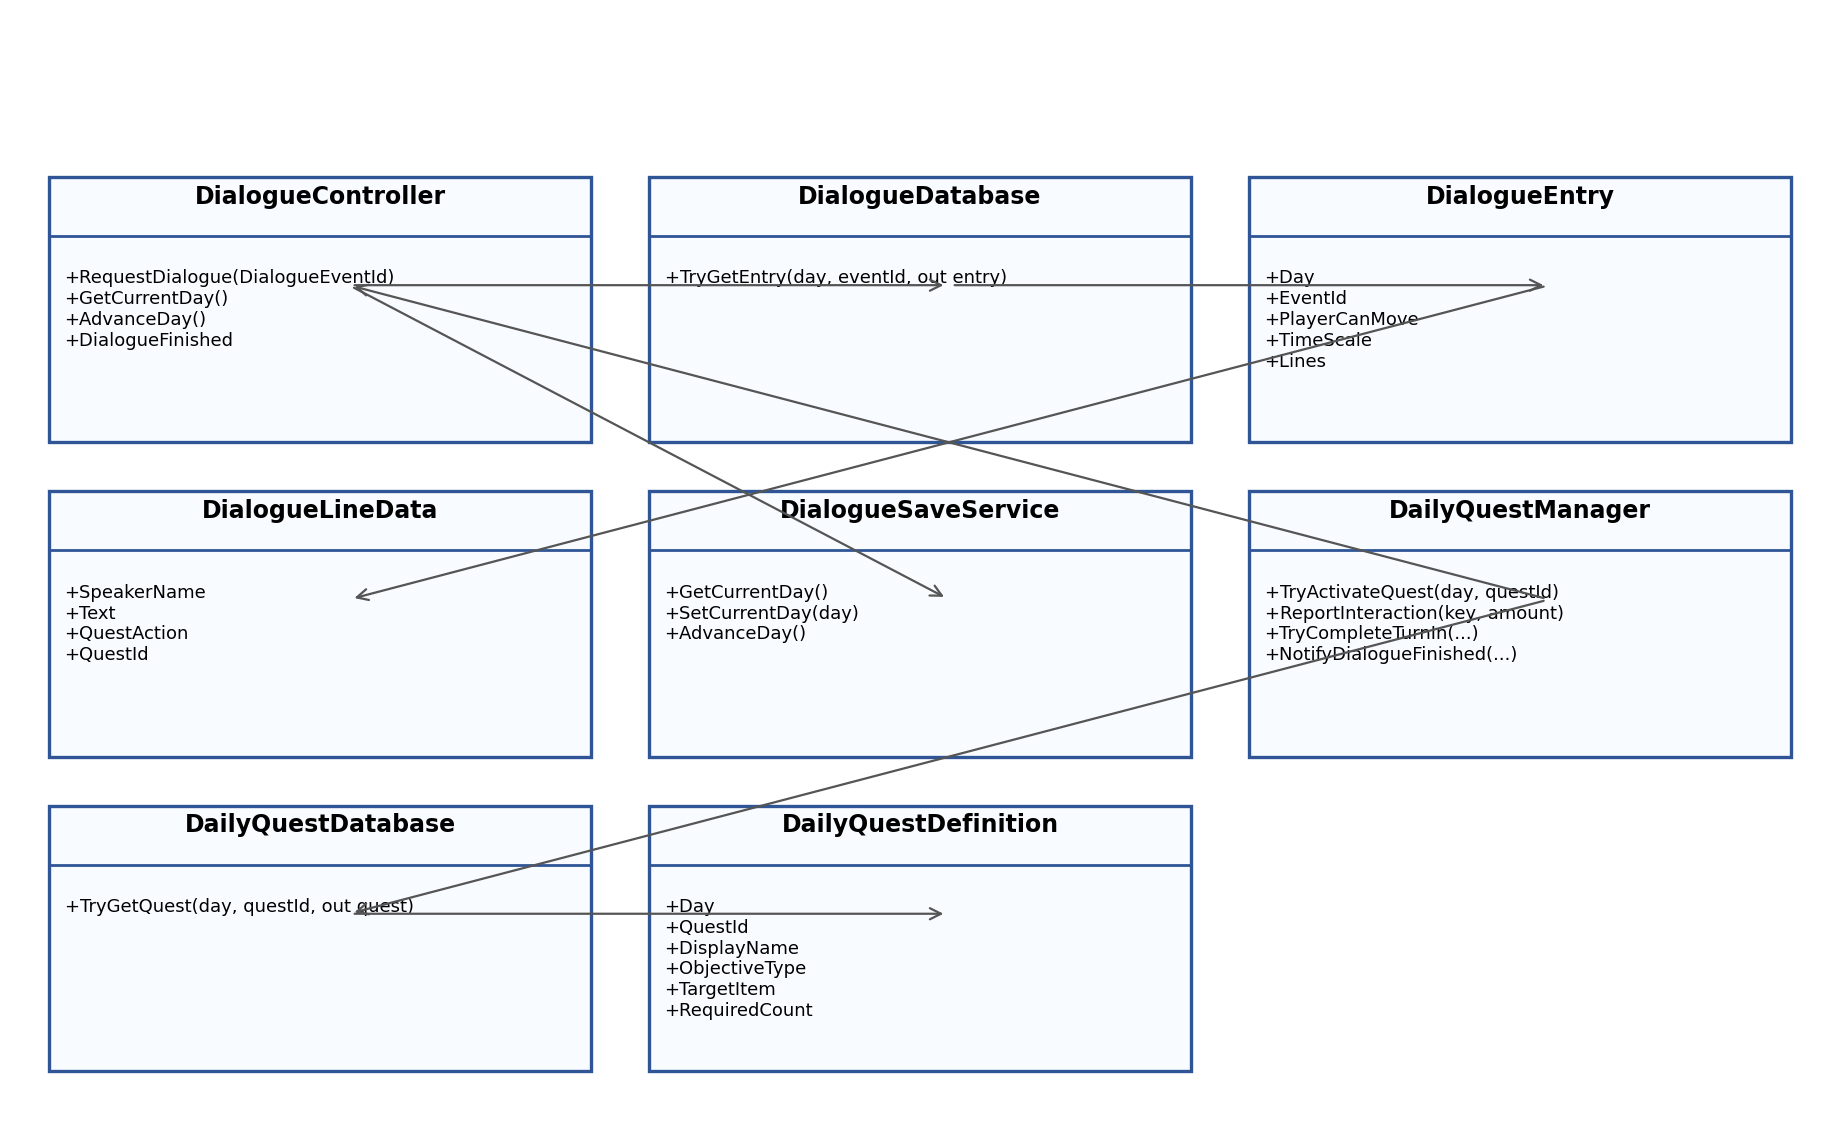 DialogueController
+RequestDialogue(DialogueEventId)
+GetCurrentDay()
+AdvanceDay()
+DialogueFinished
DialogueDatabase
+TryGetEntry(day, eventId, out entry)
DialogueEntry
+Day
+EventId
+PlayerCanMove
+TimeScale
+Lines
DialogueLineData
+SpeakerName
+Text
+QuestAction
+QuestId
DialogueSaveService
+GetCurrentDay()
+SetCurrentDay(day)
+AdvanceDay()
DailyQuestManager
+TryActivateQuest(day, questId)
+ReportInteraction(key, amount)
+TryCompleteTurnIn(...)
+NotifyDialogueFinished(...)
DailyQuestDatabase
+TryGetQuest(day, questId, out quest)
DailyQuestDefinition
+Day
+QuestId
+DisplayName
+ObjectiveType
+TargetItem
+RequiredCount